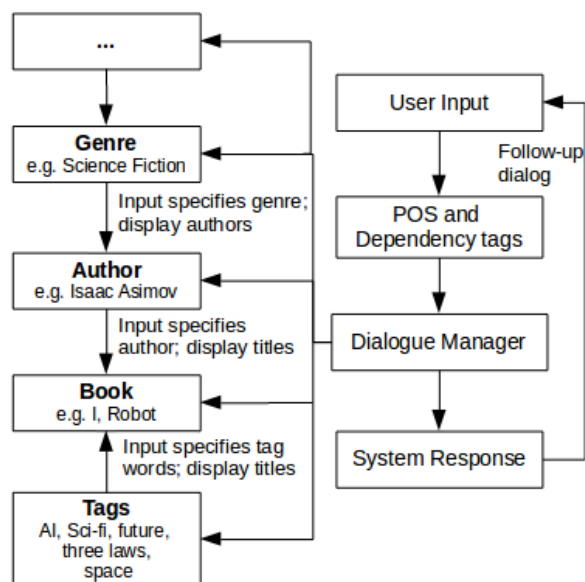 ...
Genre
e.g. Science Fiction
Input specifies genre;
display authors
Author
e.g. Isaac Asimov
Input specifies
author; display titles
Book
e.g. I, Robot
Input specifies tag
words; display titles
Tags
AI, Sci-fi, future,
three laws,
space
User Input
Follow-up
dialog
POS and
Dependency tags
Dialogue Manager
System Response